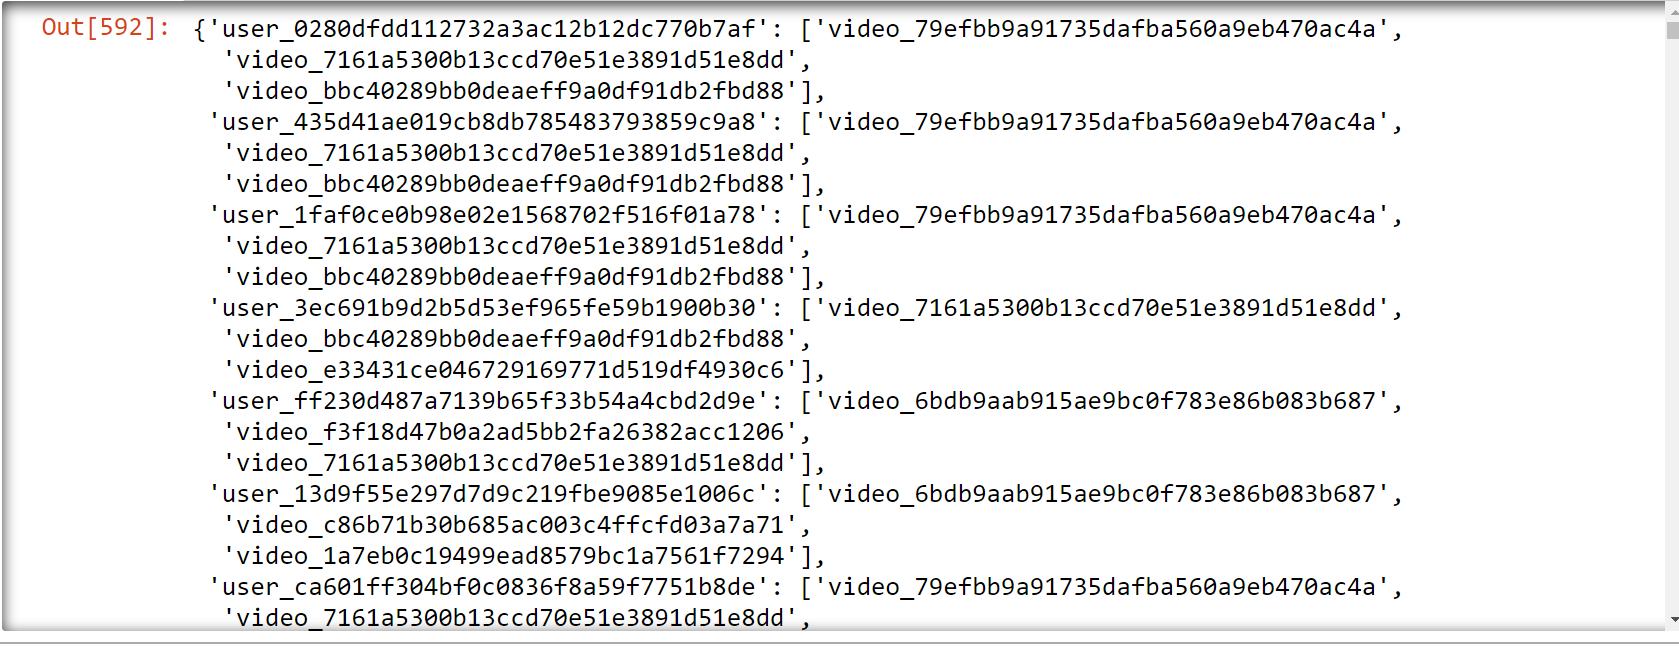 Out[592]: {'user_0280dfdd112732a3ac12b12dc770b7af': ['video_79efbb9a91735dafba560a9eb470ac4a',
'video_7161a5300b13ccd70e51e3891d51e8dd',
'video_bbc40289bb0deaeff9a0df91db2fbd88'],
'user_435d41ae019cb8db785483793859c9a8': ['video_79efbb9a91735dafba560a9eb470ac4a',
'video_7161a5300b13ccd70e51e3891d51e8dd',
'video_bbc40289bb0deaeff9a0df91db2fbd88'],
'user_1faf0ce0b98e02e1568702f516f01a78': ['video_79efbb9a91735dafba560a9eb470ac4a',
'video_7161a5300b13ccd70e51e3891d51e8dd',
'video_bbc40289bb0deaeff9a0df91db2fbd88'],
'user_3ec691b9d2b5d53ef965fe59b1900b30': ['video_7161a5300b13ccd70e51e3891d51e8dd',
'video_bbc40289bb0deaeff9a0df91db2fbd88',
'video_e33431ce046729169771d519df4930c6'],
'user_ff230d487a7139b65f33b54a4cbd2d9e': ['video_6bdb9aab915ae9bc0f783e86b083b687',
'video_f3f18d47b0a2ad5bb2fa26382acc1206',
'video_7161a5300b13ccd70e51e3891d51e8dd'],
'user_13d9f55e297d7d9c219fbe9085e1006c': ['video_6bdb9aab915ae9bc0f783e86b083b687',
'video_c86b71b30b685ac003c4ffcfd03a7a71',
'video_1a7eb0c19499ead8579bc1a7561f7294'],
'user_ca601ff304bf0c0836f8a59f7751b8de': ['video_79efbb9a91735dafba560a9eb470ac4a',
'video_7161a5300b13ccd70e51e3891d51e8dd',